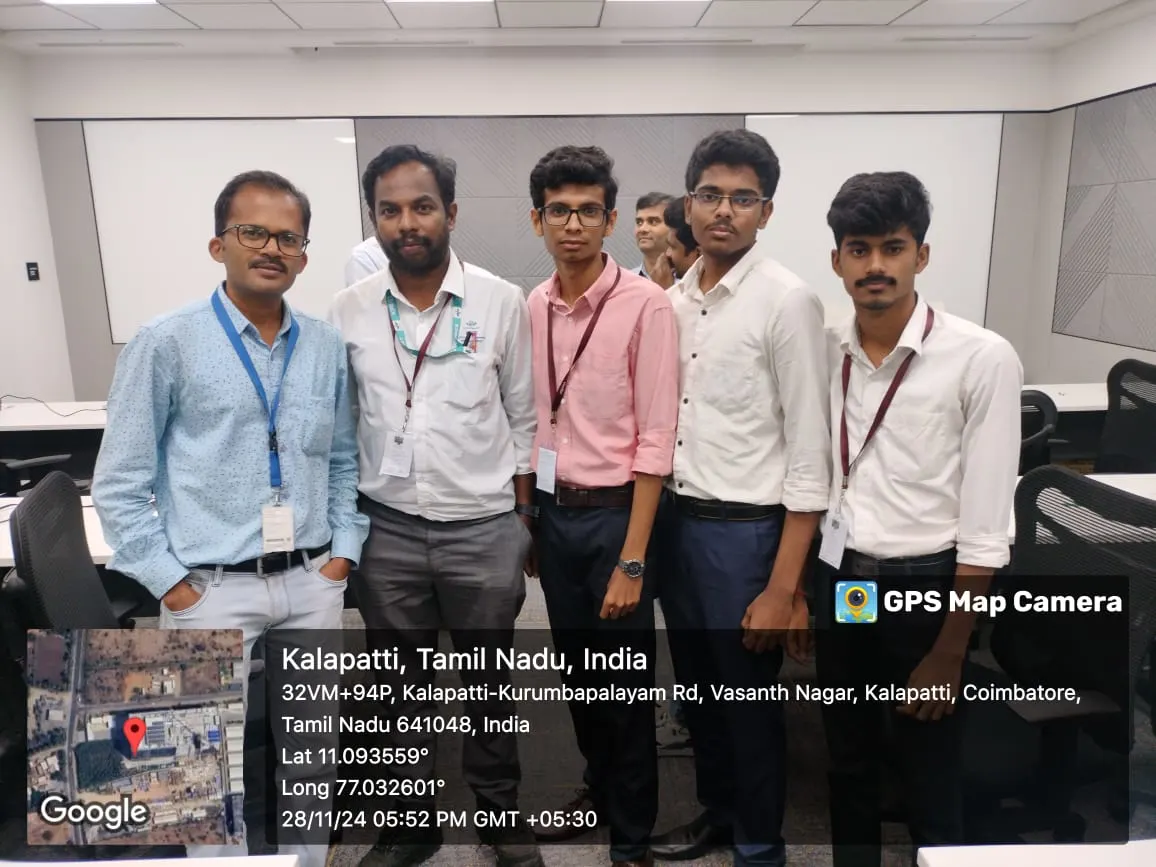 GPS Map Camera
Kalapatti, Tamil Nadu, India
32VM+94P, Kalapatti-Kurumbapalayam Rd, Vasanth Nagar, Kalapatti, Coimbatore,
Tamil Nadu 641048, India
Lat 11.093559°
Long 77.032601°
28/11/24 05:52 PM GMT +05:30
Google